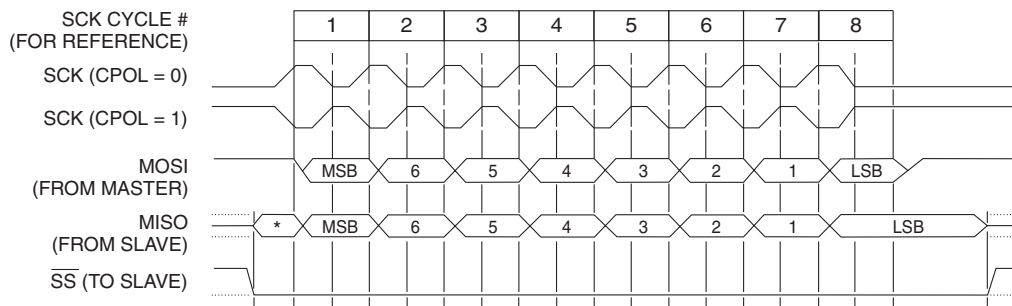 SCK CYCLE #
(FOR REFERENCE)
1 2 3 4 5 6 7 8
SCK (CPOL = 0)
SCK (CPOL = 1)
MOSI
(FROM MASTER)
MSB 6 5 4 3 2 1 LSB
MISO
(FROM SLAVE)
* MSB 6 5 4 3 2 1 LSB
S̅S̅ (TO SLAVE)